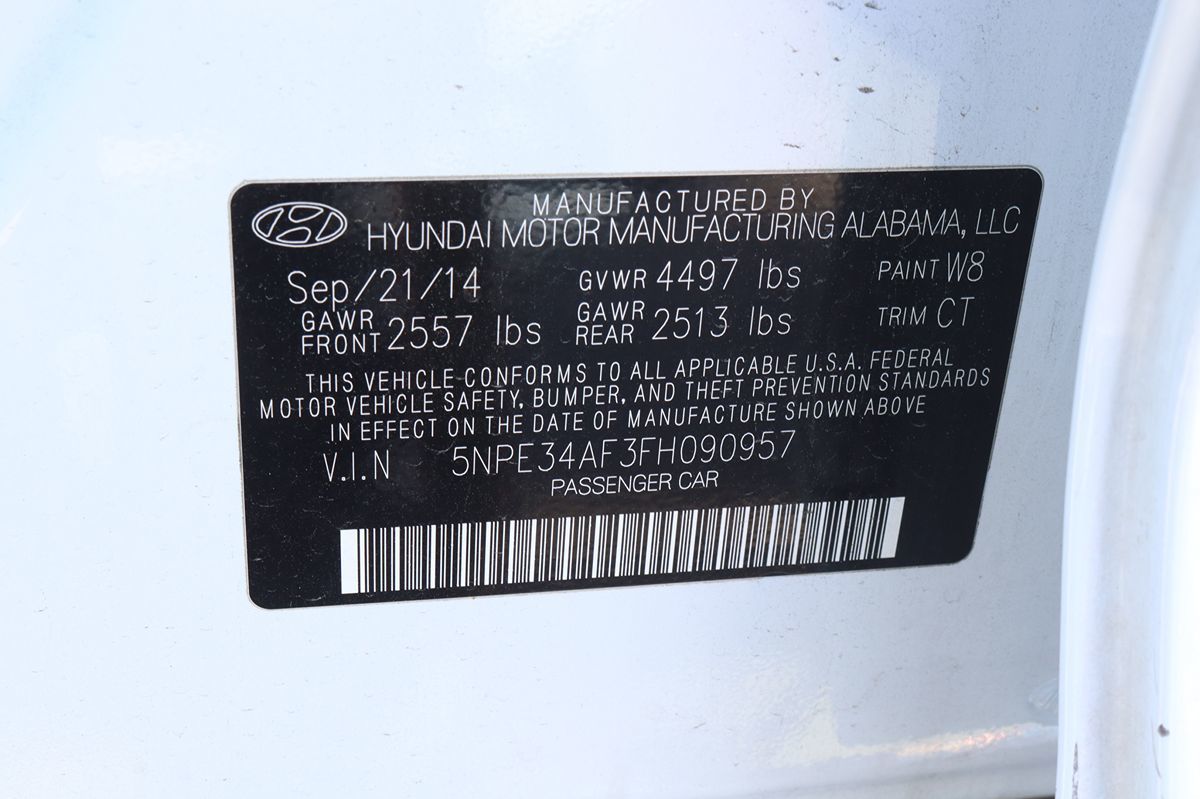 MANUFACTURED BY
HYUNDAI MOTOR MANUFACTURING ALABAMA, LLC
Sep/21/14 GVWR 4497 lbs PAINT W8
GAWR FRONT 2557 lbs GAWR REAR 2513 lbs TRIM CT
THIS VEHICLE CONFORMS TO ALL APPLICABLE U.S.A. FEDERAL
MOTOR VEHICLE SAFETY, BUMPER, AND THEFT PREVENTION STANDARDS
IN EFFECT ON THE DATE OF MANUFACTURE SHOWN ABOVE
V.I.N 5NPE34AF3FH090957
PASSENGER CAR